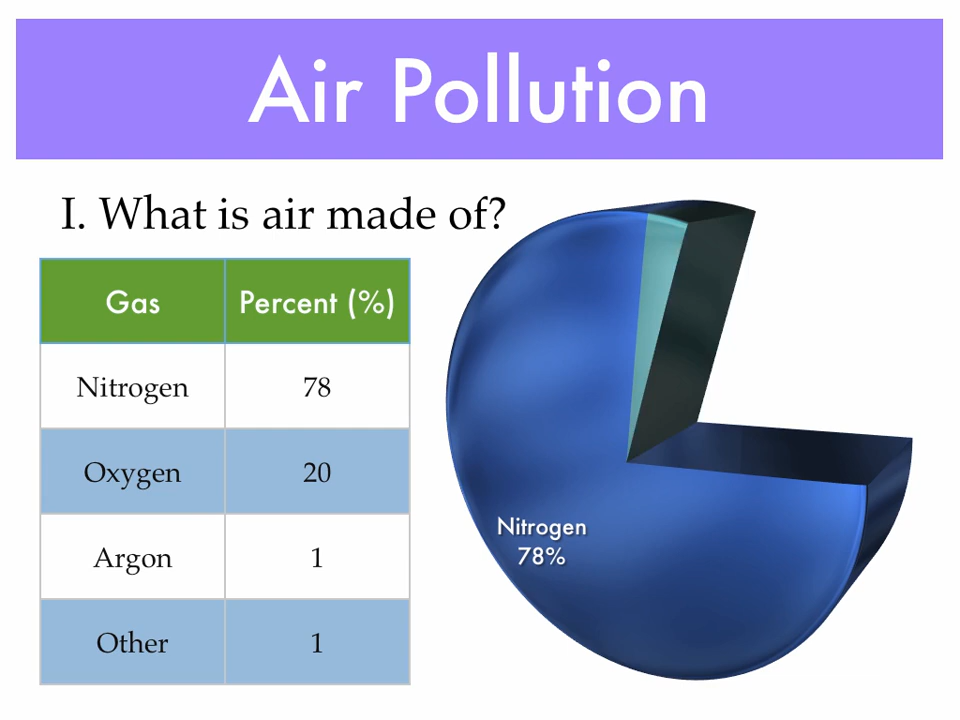 Air Pollution
I. What is air made of?
Gas Percent (%)
Nitrogen 78
Oxygen 20
Argon 1
Other 1
Nitrogen
78%